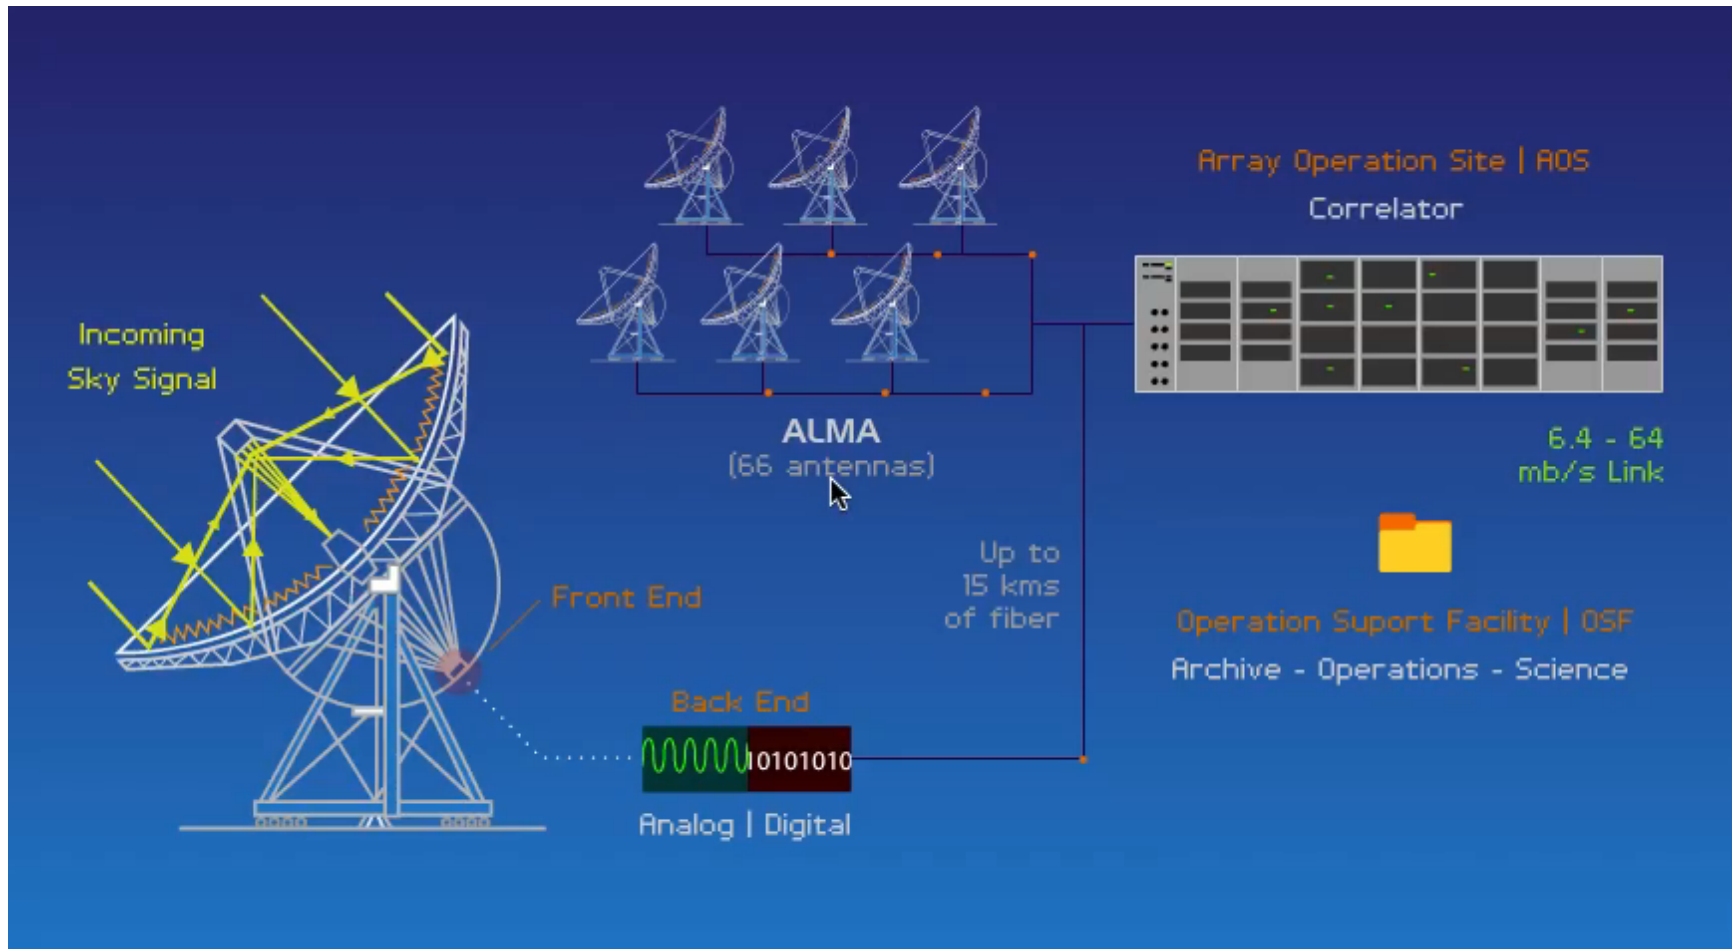 Array Operation Site | AOS
Correlator
Incoming
Sky Signal
ALMA
(66 antennas)
6.4 - 64
mb/s Link
Up to
15 kms
of fiber
Front End
Operation Suport Facility | OSF
Archive - Operations - Science
Back End
10101010
Analog | Digital